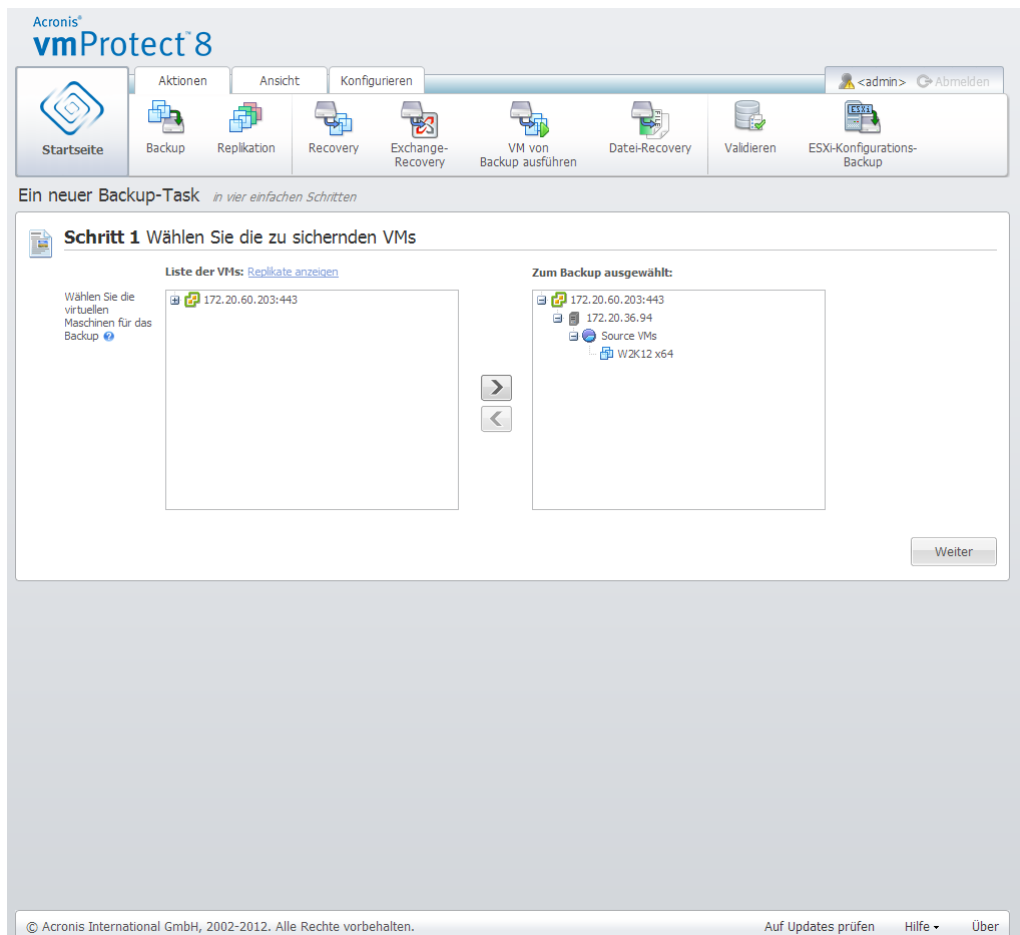 Acronis®
vmProtect™ 8
Aktionen Ansicht Konfigurieren
<admin> Abmelden
Startseite
Backup
Replikation
Recovery
Exchange-
Recovery
VM von
Backup ausführen
Datei-Recovery
Validieren
ESXi
ESXi-Konfigurations-
Backup
Ein neuer Backup-Task in vier einfachen Schritten
Schritt 1 Wählen Sie die zu sichernden VMs
Liste der VMs: Replikate anzeigen
Zum Backup ausgewählt:
Wählen Sie die
virtuellen
Maschinen für das
Backup ?
172.20.60.203:443
172.20.60.203:443
172.20.36.94
Source VMs
W2K12 x64
>
<
Weiter
© Acronis International GmbH, 2002-2012. Alle Rechte vorbehalten.
Auf Updates prüfen Hilfe Über